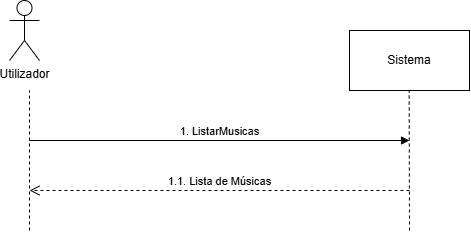 Utilizador
Sistema
1. ListarMusicas
1.1. Lista de Músicas